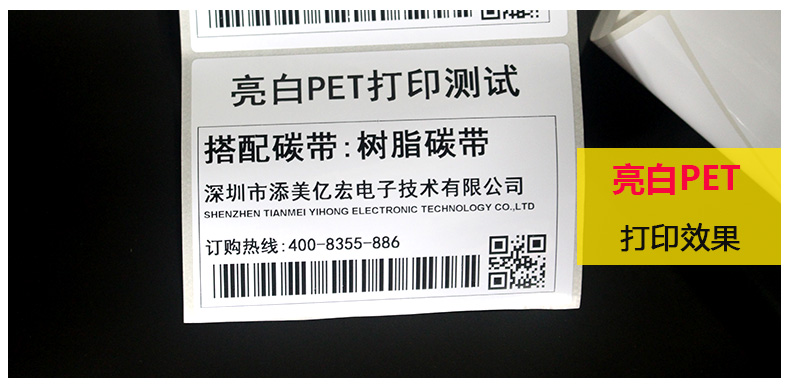 亮白PET打印测试
搭配碳带:树脂碳带
深圳市添美亿宏电子技术有限公司
SHENZHEN TIANMEI YIHONG ELECTRONIC TECHNOLOGY CO.,LTD
订购热线:400-8355-886
亮白PET
打印效果